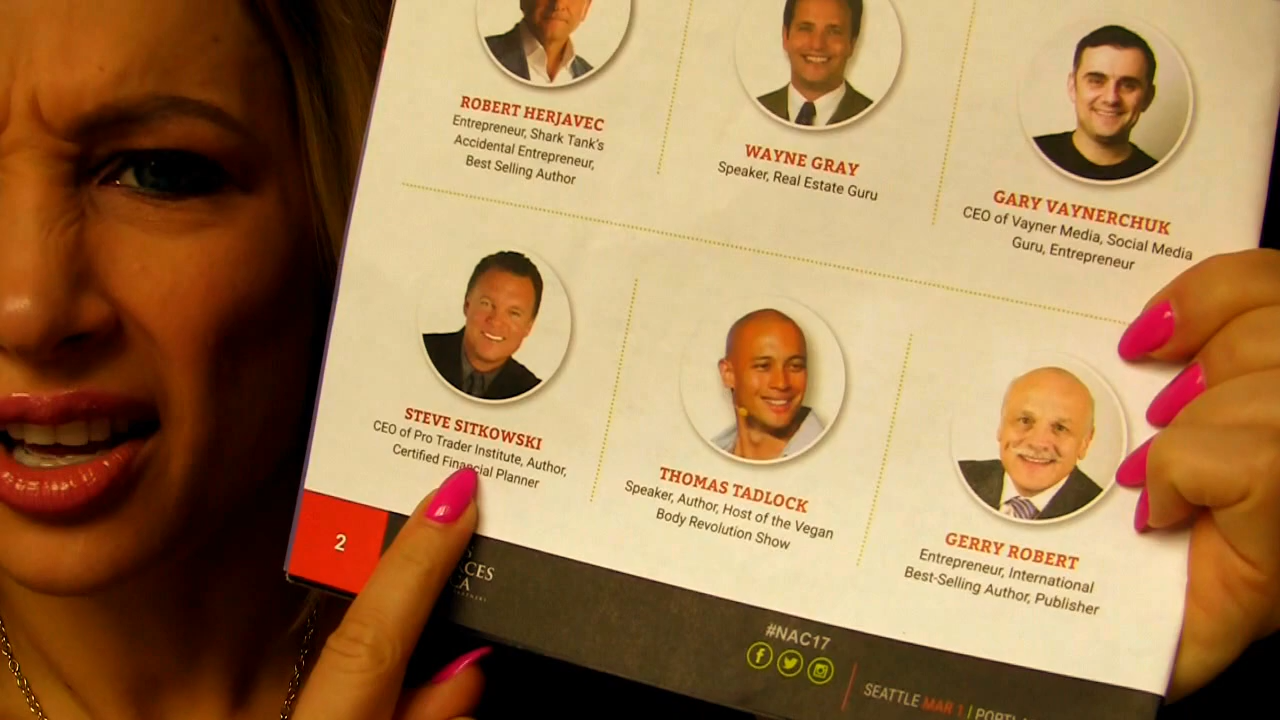 ROBERT HERJAVEC
Entrepreneur, Shark Tank's
Accidental Entrepreneur,
Best Selling Author
WAYNE GRAY
Speaker, Real Estate Guru
GARY VAYNERCHUK
CEO of Vayner Media, Social Media
Guru, Entrepreneur
STEVE SITKOWSKI
CEO of Pro Trader Institute, Author,
Certified Financial Planner
THOMAS TADLOCK
Speaker, Author, Host of the Vegan
Body Revolution Show
GERRY ROBERT
Entrepreneur, International
Best-Selling Author, Publisher
2
#NAC17
SEATTLE MAR 1 |